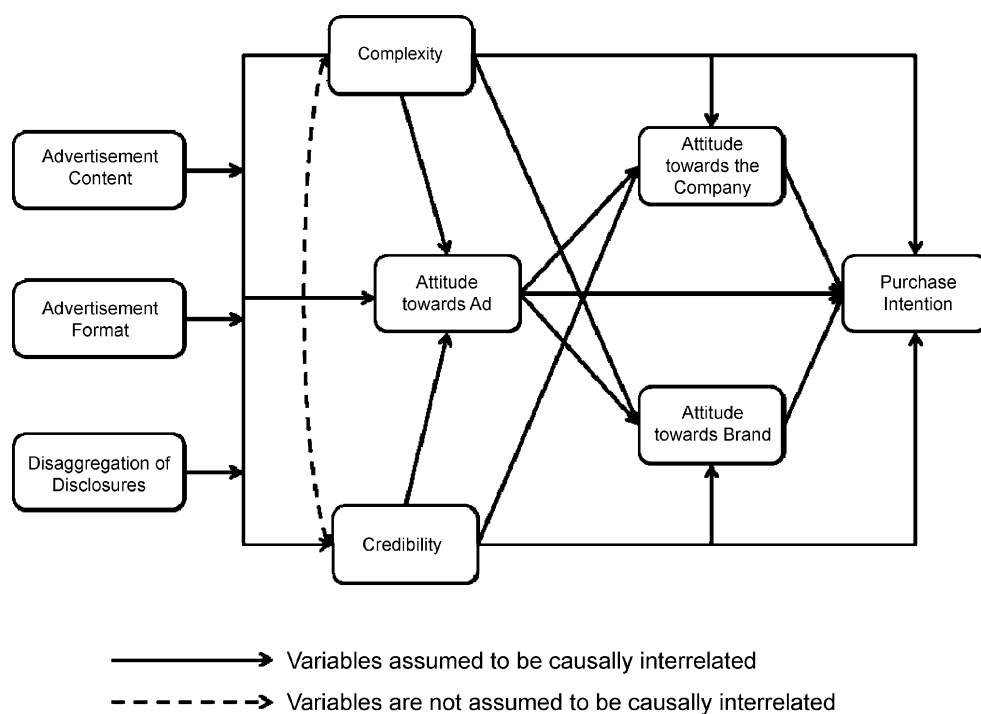 Complexity
Advertisement
Content
Attitude
towards the
Company
Advertisement
Format
Attitude
towards Ad
Purchase
Intention
Attitude
towards Brand
Disaggregation of
Disclosures
Credibility
Variables assumed to be causally interrelated
Variables are not assumed to be causally interrelated